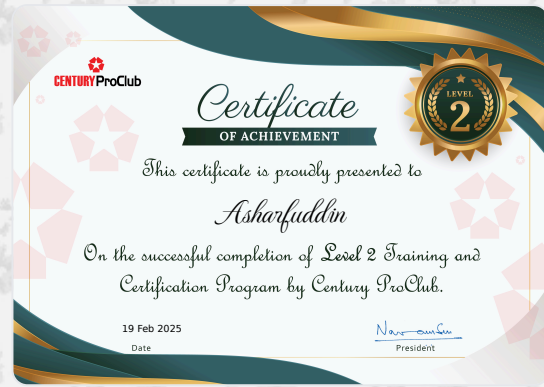 CENTURY ProClub
Certificate
OF ACHIEVEMENT
LEVEL
2
This certificate is proudly presented to
Asharfuddin
On the successful completion of Level 2 Training and
Certification Program by Century ProClub.
19 Feb 2025
Date
President